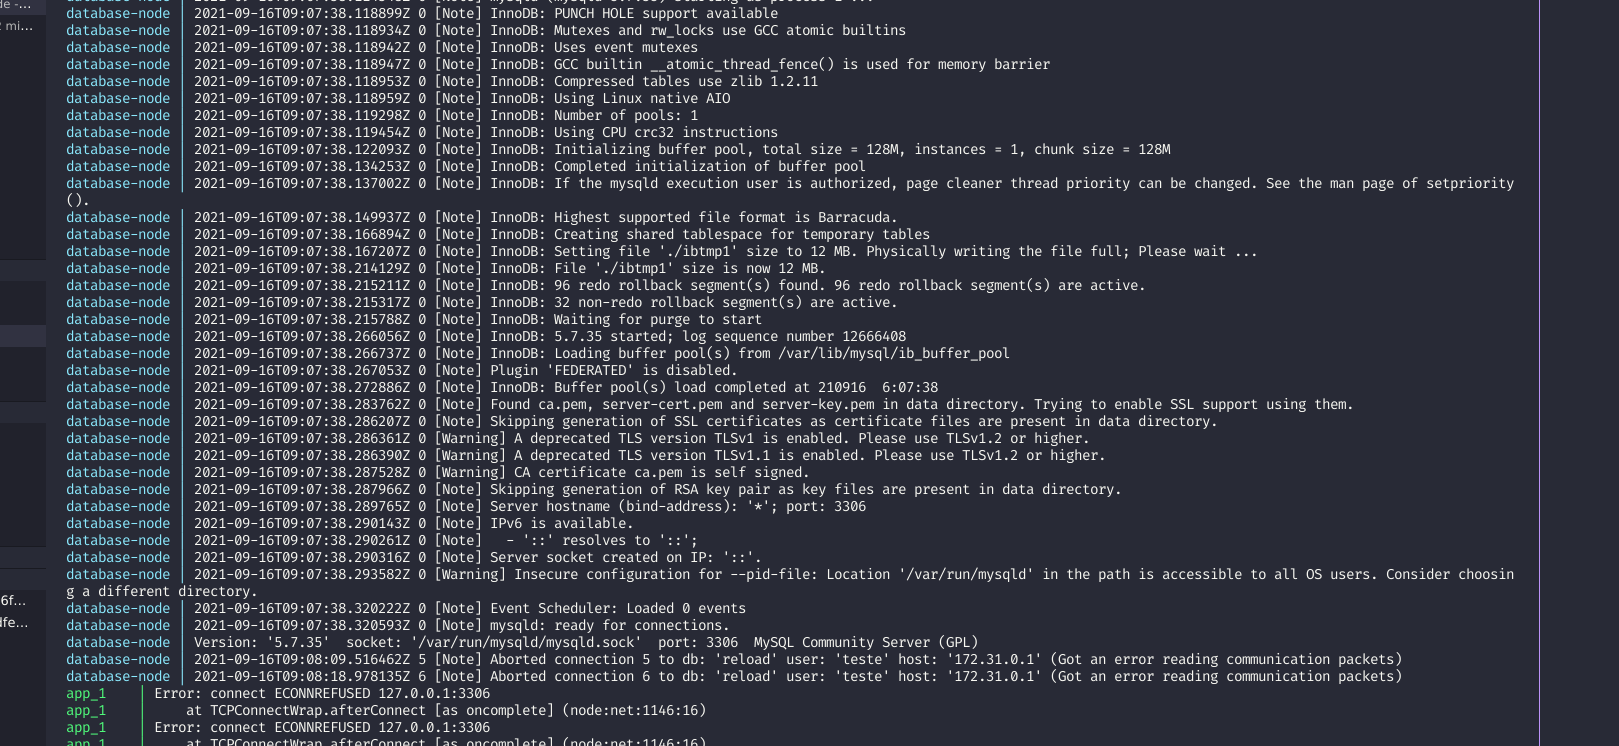 de -...
mi...
database-node | 2021-09-16T09:07:38.118899Z 0 [Note] InnoDB: PUNCH HOLE support available
database-node | 2021-09-16T09:07:38.118934Z 0 [Note] InnoDB: Mutexes and rw_locks use GCC atomic builtins
database-node | 2021-09-16T09:07:38.118942Z 0 [Note] InnoDB: Uses event mutexes
database-node | 2021-09-16T09:07:38.118947Z 0 [Note] InnoDB: GCC builtin __atomic_thread_fence() is used for memory barrier
database-node | 2021-09-16T09:07:38.118953Z 0 [Note] InnoDB: Compressed tables use zlib 1.2.11
database-node | 2021-09-16T09:07:38.118959Z 0 [Note] InnoDB: Using Linux native AIO
database-node | 2021-09-16T09:07:38.119298Z 0 [Note] InnoDB: Number of pools: 1
database-node | 2021-09-16T09:07:38.119454Z 0 [Note] InnoDB: Using CPU crc32 instructions
database-node | 2021-09-16T09:07:38.122093Z 0 [Note] InnoDB: Initializing buffer pool, total size = 128M, instances = 1, chunk size = 128M
database-node | 2021-09-16T09:07:38.134253Z 0 [Note] InnoDB: Completed initialization of buffer pool
database-node | 2021-09-16T09:07:38.137002Z 0 [Note] InnoDB: If the mysqld execution user is authorized, page cleaner thread priority can be changed. See the man page of setpriority
().
database-node | 2021-09-16T09:07:38.149937Z 0 [Note] InnoDB: Highest supported file format is Barracuda.
database-node | 2021-09-16T09:07:38.166894Z 0 [Note] InnoDB: Creating shared tablespace for temporary tables
database-node | 2021-09-16T09:07:38.167207Z 0 [Note] InnoDB: Setting file './ibtmp1' size to 12 MB. Physically writing the file full; Please wait ...
database-node | 2021-09-16T09:07:38.214129Z 0 [Note] InnoDB: File './ibtmp1' size is now 12 MB.
database-node | 2021-09-16T09:07:38.215211Z 0 [Note] InnoDB: 96 redo rollback segment(s) found. 96 redo rollback segment(s) are active.
database-node | 2021-09-16T09:07:38.215317Z 0 [Note] InnoDB: 32 non-redo rollback segment(s) are active.
database-node | 2021-09-16T09:07:38.215788Z 0 [Note] InnoDB: Waiting for purge to start
database-node | 2021-09-16T09:07:38.266056Z 0 [Note] InnoDB: 5.7.35 started; log sequence number 12666408
database-node | 2021-09-16T09:07:38.266737Z 0 [Note] InnoDB: Loading buffer pool(s) from /var/lib/mysql/ib_buffer_pool
database-node | 2021-09-16T09:07:38.267053Z 0 [Note] Plugin 'FEDERATED' is disabled.
database-node | 2021-09-16T09:07:38.272886Z 0 [Note] InnoDB: Buffer pool(s) load completed at 210916  6:07:38
database-node | 2021-09-16T09:07:38.283762Z 0 [Note] Found ca.pem, server-cert.pem and server-key.pem in data directory. Trying to enable SSL support using them.
database-node | 2021-09-16T09:07:38.286207Z 0 [Note] Skipping generation of SSL certificates as certificate files are present in data directory.
database-node | 2021-09-16T09:07:38.286361Z 0 [Warning] A deprecated TLS version TLSv1 is enabled. Please use TLSv1.2 or higher.
database-node | 2021-09-16T09:07:38.286390Z 0 [Warning] A deprecated TLS version TLSv1.1 is enabled. Please use TLSv1.2 or higher.
database-node | 2021-09-16T09:07:38.287528Z 0 [Warning] CA certificate ca.pem is self signed.
database-node | 2021-09-16T09:07:38.287966Z 0 [Note] Skipping generation of RSA key pair as key files are present in data directory.
database-node | 2021-09-16T09:07:38.289765Z 0 [Note] Server hostname (bind-address): '*'; port: 3306
database-node | 2021-09-16T09:07:38.290143Z 0 [Note] IPv6 is available.
database-node | 2021-09-16T09:07:38.290261Z 0 [Note]   - '::' resolves to '::';
database-node | 2021-09-16T09:07:38.290316Z 0 [Note] Server socket created on IP: '::'.
database-node | 2021-09-16T09:07:38.293582Z 0 [Warning] Insecure configuration for --pid-file: Location '/var/run/mysqld' in the path is accessible to all OS users. Consider choosin
g a different directory.
6f...
database-node | 2021-09-16T09:07:38.320222Z 0 [Note] Event Scheduler: Loaded 0 events
dfe...
database-node | 2021-09-16T09:07:38.320593Z 0 [Note] mysqld: ready for connections.
database-node | Version: '5.7.35'  socket: '/var/run/mysqld/mysqld.sock'  port: 3306  MySQL Community Server (GPL)
database-node | 2021-09-16T09:08:09.516462Z 5 [Note] Aborted connection 5 to db: 'reload' user: 'teste' host: '172.31.0.1' (Got an error reading communication packets)
database-node | 2021-09-16T09:08:18.978135Z 6 [Note] Aborted connection 6 to db: 'reload' user: 'teste' host: '172.31.0.1' (Got an error reading communication packets)
app_1 | Error: connect ECONNREFUSED 127.0.0.1:3306
app_1 |     at TCPConnectWrap.afterConnect [as oncomplete] (node:net:1146:16)
app_1 | Error: connect ECONNREFUSED 127.0.0.1:3306
app_1 |     at TCPConnectWrap.afterConnect [as oncomplete] (node:net:1146:16)